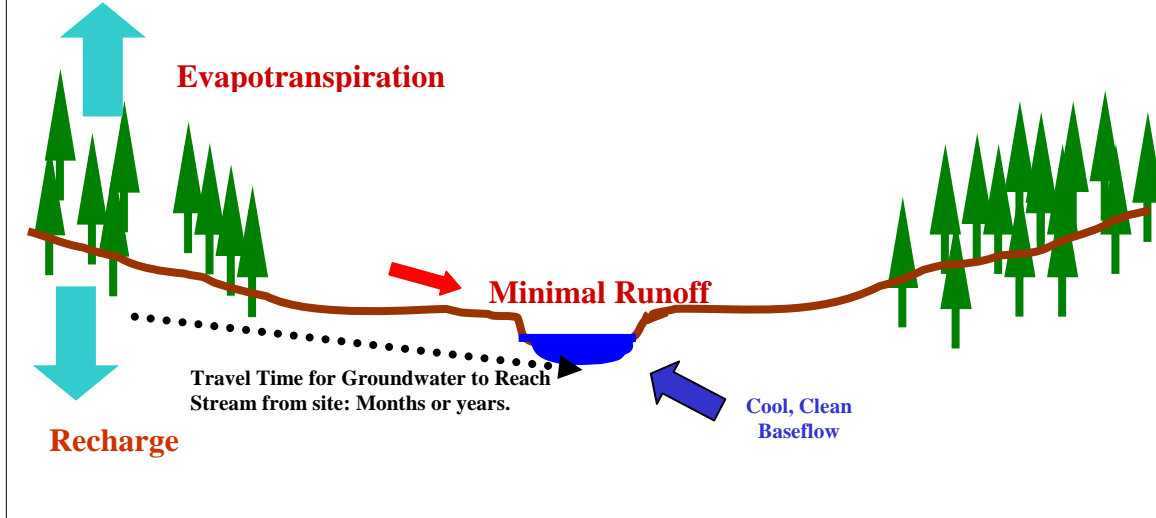 Evapotranspiration
Minimal Runoff
Travel Time for Groundwater to Reach
Stream from site: Months or years.
Cool, Clean
Baseflow
Recharge